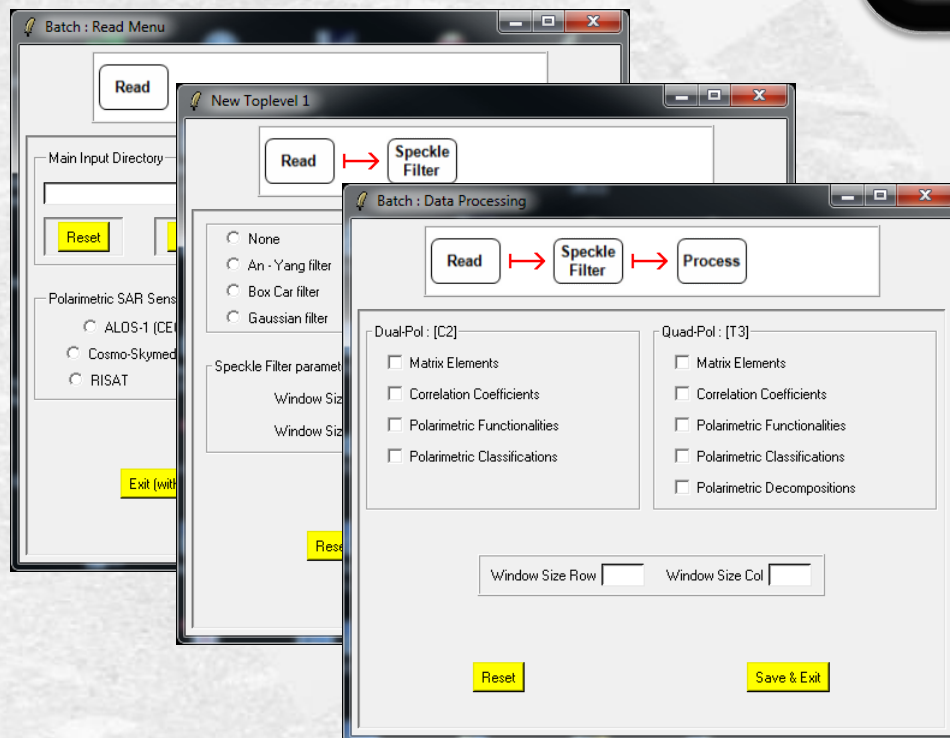 Batch : Read Menu
Read
Main Input Directory
Reset
Polarimetric SAR Sens
ALOS-1 (CE
Cosmo-Skymed
RISAT
Exit (with
New Toplevel 1
Read Speckle Filter
None
An - Yang filter
Box Car filter
Gaussian filter
Speckle Filter paramet
Window Siz
Window Siz
Rese
Batch : Data Processing
Read Speckle Filter Process
Dual-Pol : [C2]
Matrix Elements
Correlation Coefficients
Polarimetric Functionalities
Polarimetric Classifications
Quad-Pol : [T3]
Matrix Elements
Correlation Coefficients
Polarimetric Functionalities
Polarimetric Classifications
Polarimetric Decompositions
Window Size Row Window Size Col
Reset Save & Exit